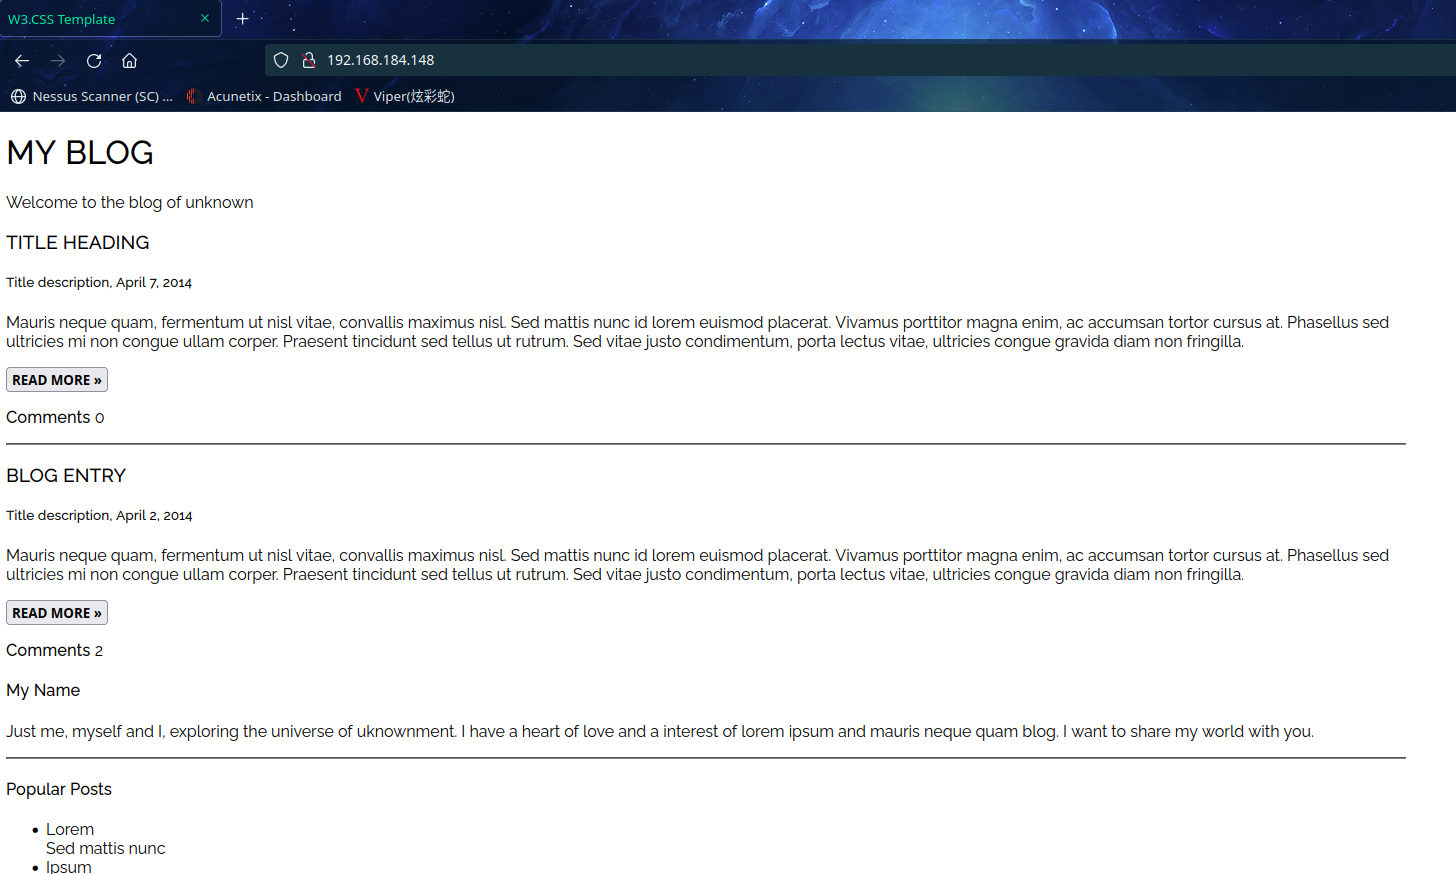 W3.CSS Template
192.168.184.148
Nessus Scanner (SC) ... Acunetix - Dashboard Viper(炫彩蛇)
MY BLOG
Welcome to the blog of unknown
TITLE HEADING
Title description, April 7, 2014
Mauris neque quam, fermentum ut nisl vitae, convallis maximus nisl. Sed mattis nunc id lorem euismod placerat. Vivamus porttitor magna enim, ac accumsan tortor cursus at. Phasellus sed
ultricies mi non congue ullam corper. Praesent tincidunt sed tellus ut rutrum. Sed vitae justo condimentum, porta lectus vitae, ultricies congue gravida diam non fringilla.
READ MORE »
Comments 0
BLOG ENTRY
Title description, April 2, 2014
Mauris neque quam, fermentum ut nisl vitae, convallis maximus nisl. Sed mattis nunc id lorem euismod placerat. Vivamus porttitor magna enim, ac accumsan tortor cursus at. Phasellus sed
ultricies mi non congue ullam corper. Praesent tincidunt sed tellus ut rutrum. Sed vitae justo condimentum, porta lectus vitae, ultricies congue gravida diam non fringilla.
READ MORE »
Comments 2
My Name
Just me, myself and I, exploring the universe of uknownment. I have a heart of love and a interest of lorem ipsum and mauris neque quam blog. I want to share my world with you.
Popular Posts
• Lorem
Sed mattis nunc
• Ipsum